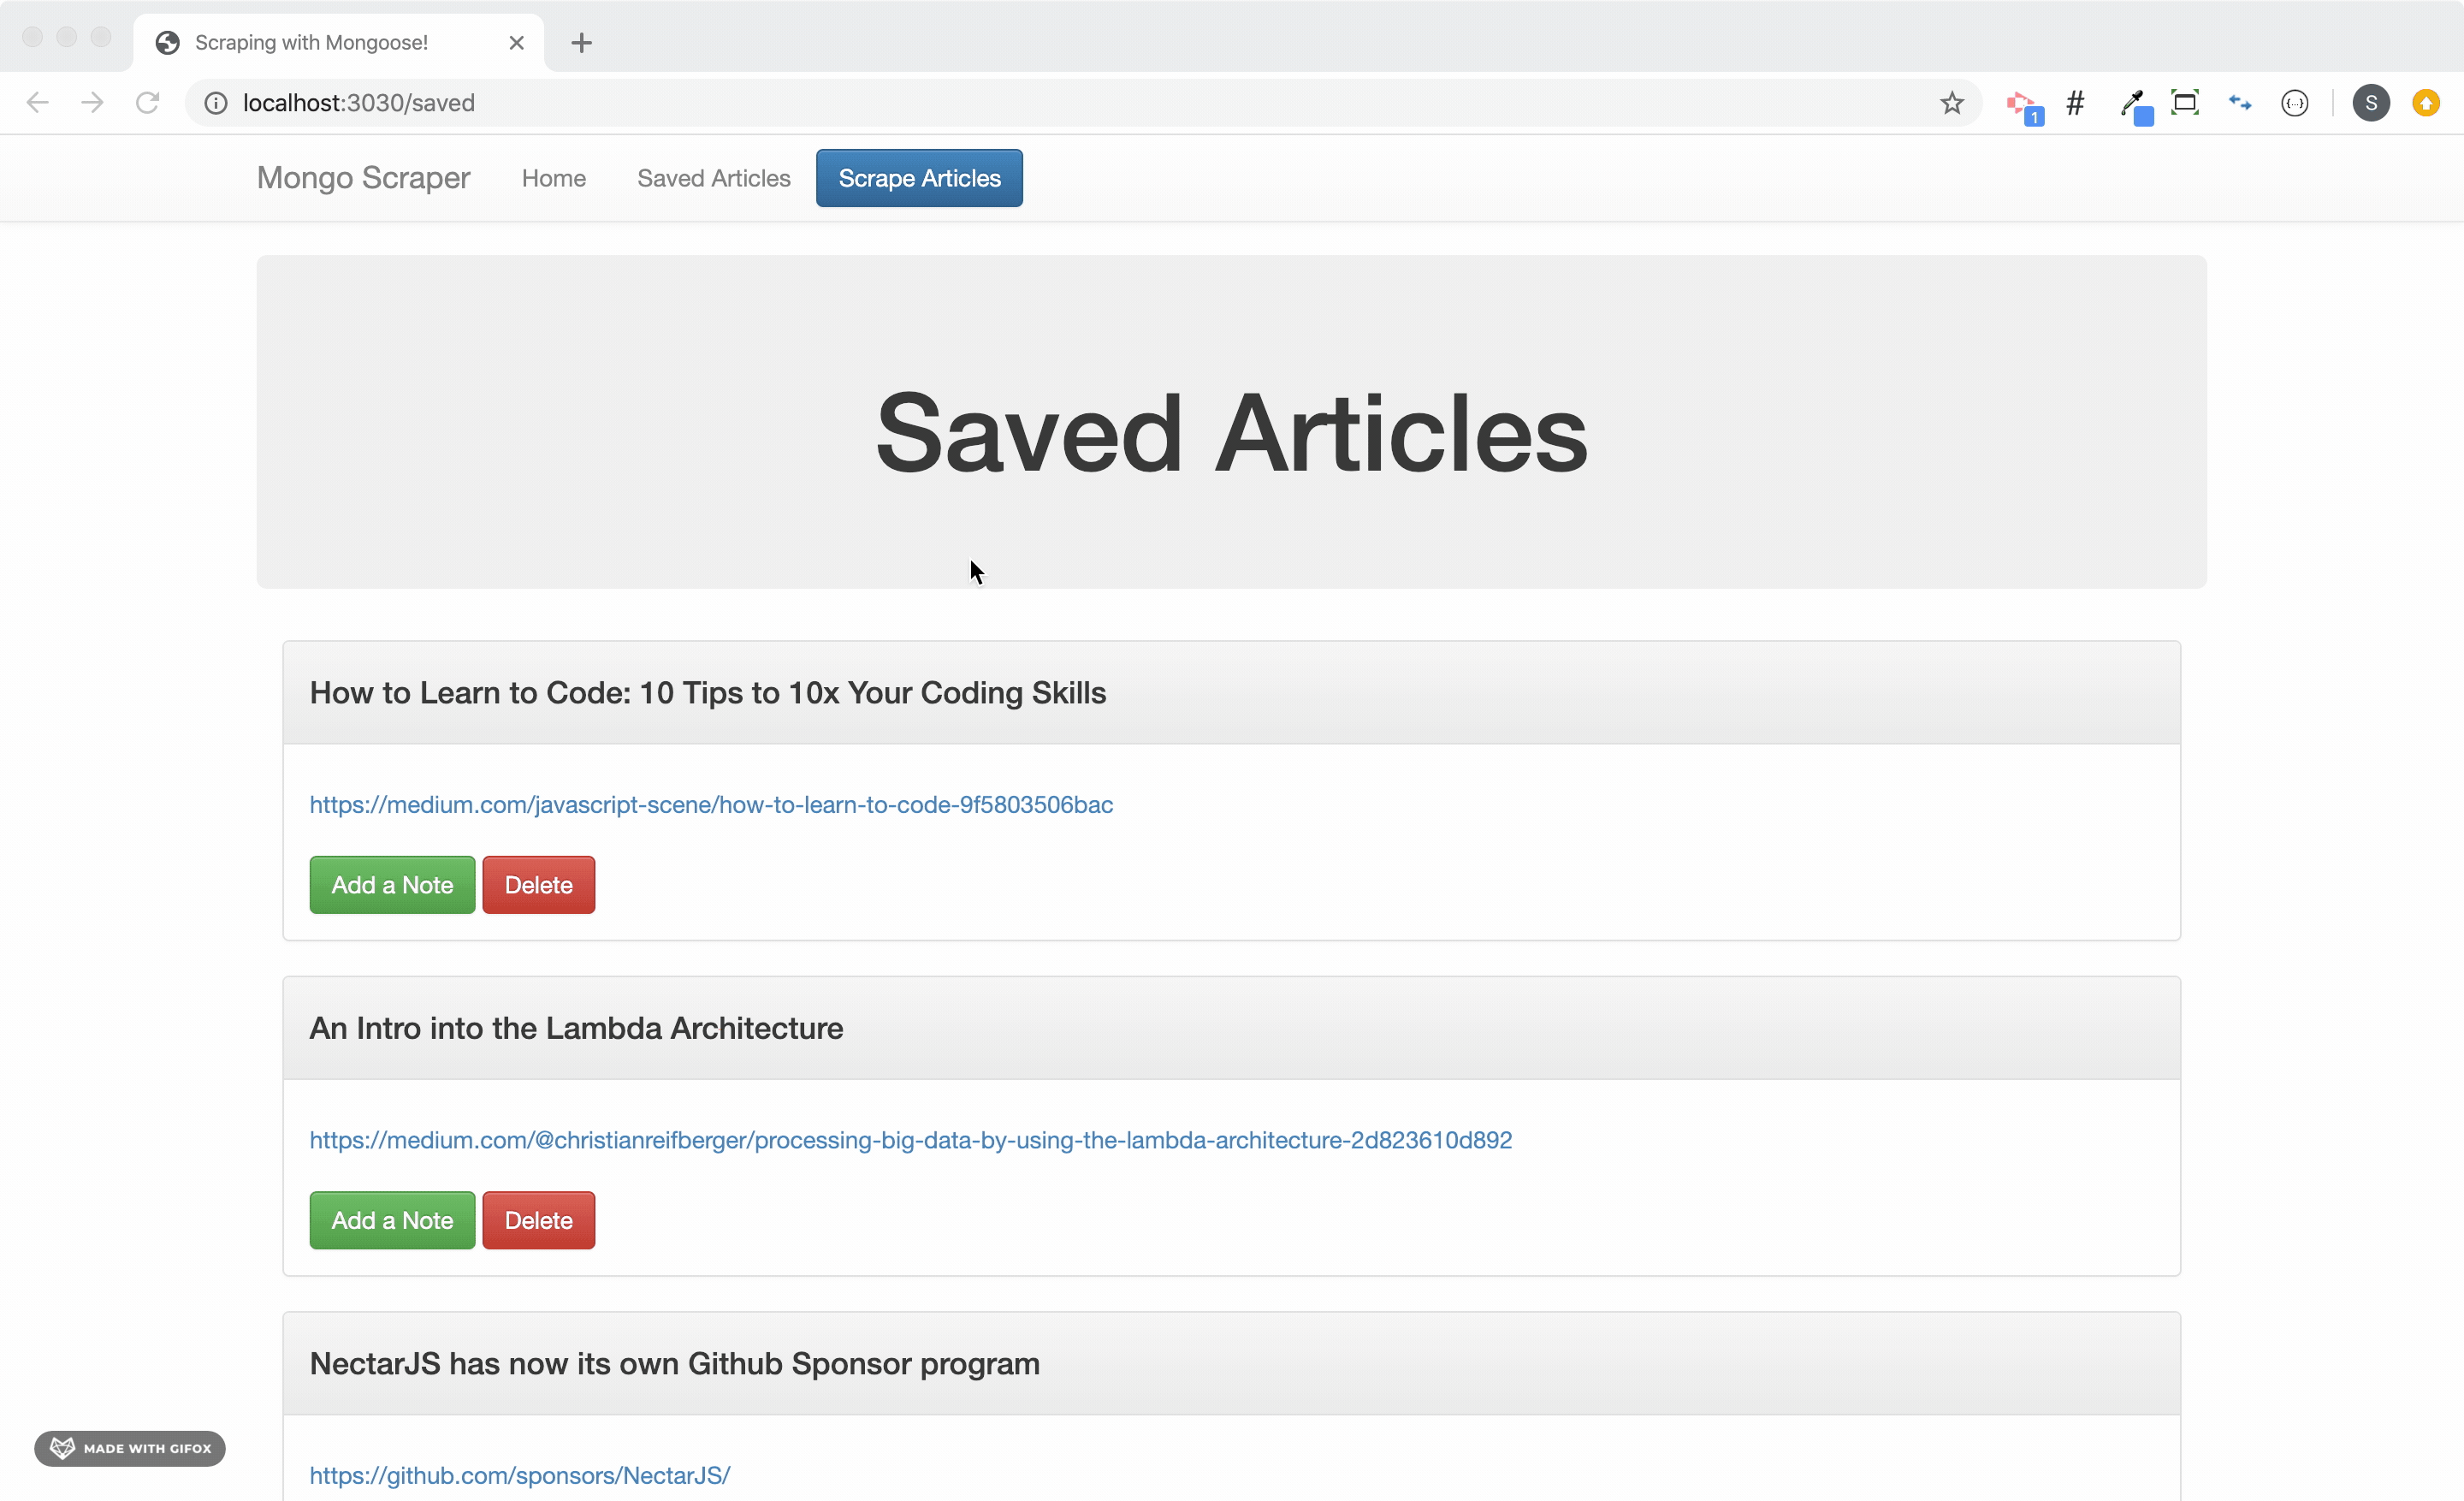 Scraping with Mongoose!
localhost:3030/saved
1
S
Mongo Scraper Home Saved Articles Scrape Articles
Saved Articles
How to Learn to Code: 10 Tips to 10x Your Coding Skills
https://medium.com/javascript-scene/how-to-learn-to-code-9f5803506bac
Add a Note Delete
An Intro into the Lambda Architecture
https://medium.com/@christianreifberger/processing-big-data-by-using-the-lambda-architecture-2d823610d892
Add a Note Delete
NectarJS has now its own Github Sponsor program
MADE WITH GIFOX
https://github.com/sponsors/NectarJS/